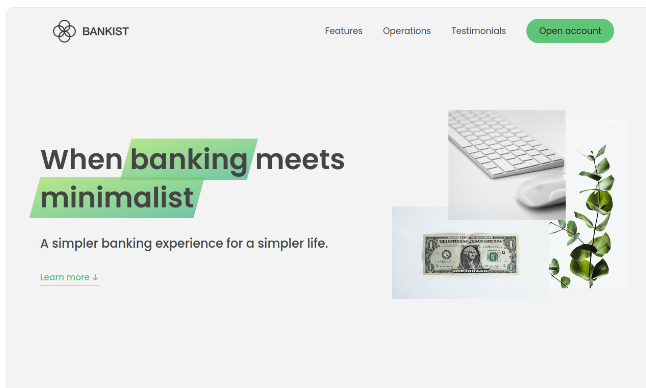 BANKIST
Features
Operations
Testimonials
Open account
When banking meets
minimalist
A simpler banking experience for a simpler life.
Learn more ↓